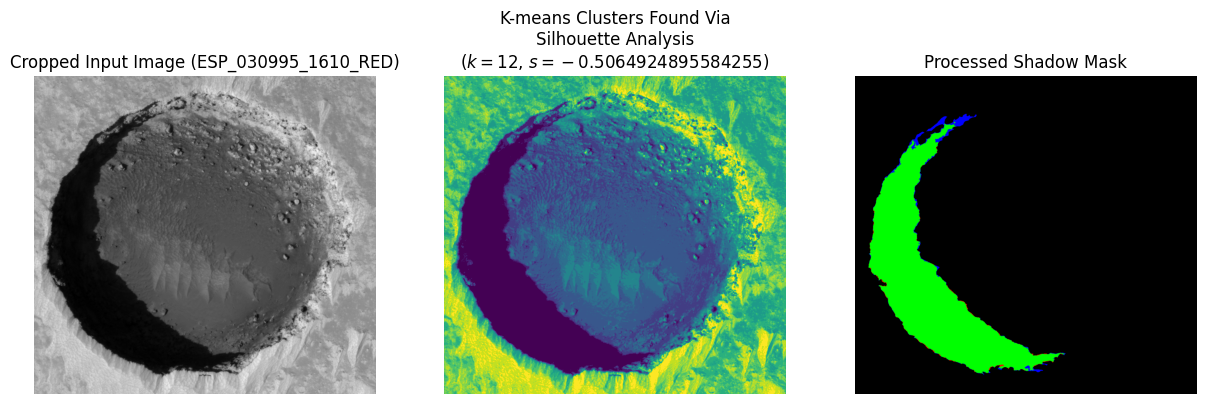 Cropped Input Image (ESP_030995_1610_RED)
K-means Clusters Found Via
Silhouette Analysis
(k = 12, s = −0.5064924895584255)
Processed Shadow Mask